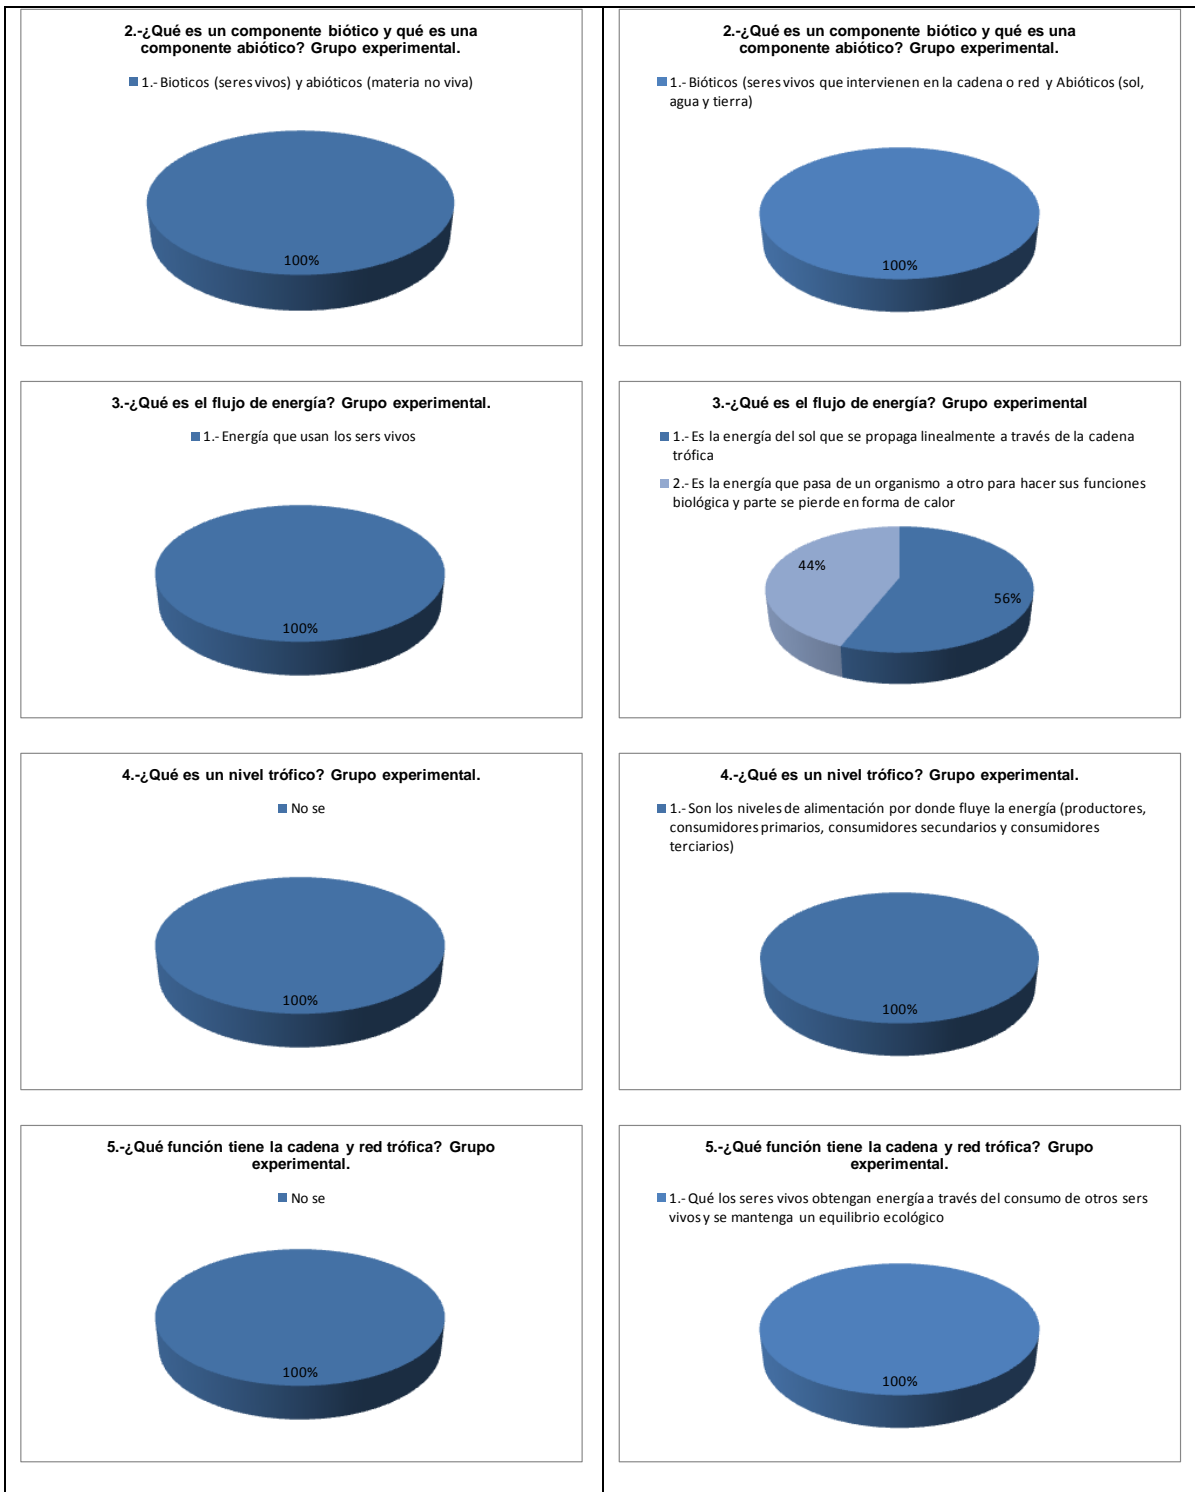 2.-¿Qué es un componente biótico y qué es una
componente abiótico? Grupo experimental.
1.- Bioticos (seres vivos) y abióticos (materia no viva)
100%
2.-¿Qué es un componente biótico y qué es una
componente abiótico? Grupo experimental.
1.- Bióticos (seres vivos que intervienen en la cadena o red y Abióticos (sol,
agua y tierra)
100%
3.-¿Qué es el flujo de energía? Grupo experimental.
1.- Energía que usan los sers vivos
100%
3.-¿Qué es el flujo de energía? Grupo experimental
1.- Es la energía del sol que se propaga linealmente a través de la cadena
trófica
2.- Es la energía que pasa de un organismo a otro para hacer sus funciones
biológica y parte se pierde en forma de calor
44%
56%
4.-¿Qué es un nivel trófico? Grupo experimental.
No se
100%
4.-¿Qué es un nivel trófico? Grupo experimental.
1.- Son los niveles de alimentación por donde fluye la energía (productores,
consumidores primarios, consumidores secundarios y consumidores
terciarios)
100%
5.-¿Qué función tiene la cadena y red trófica? Grupo
experimental.
No se
100%
5.-¿Qué función tiene la cadena y red trófica? Grupo
experimental.
1.- Qué los seres vivos obtengan energía a través del consumo de otros sers
vivos y se mantenga un equilibrio ecológico
100%